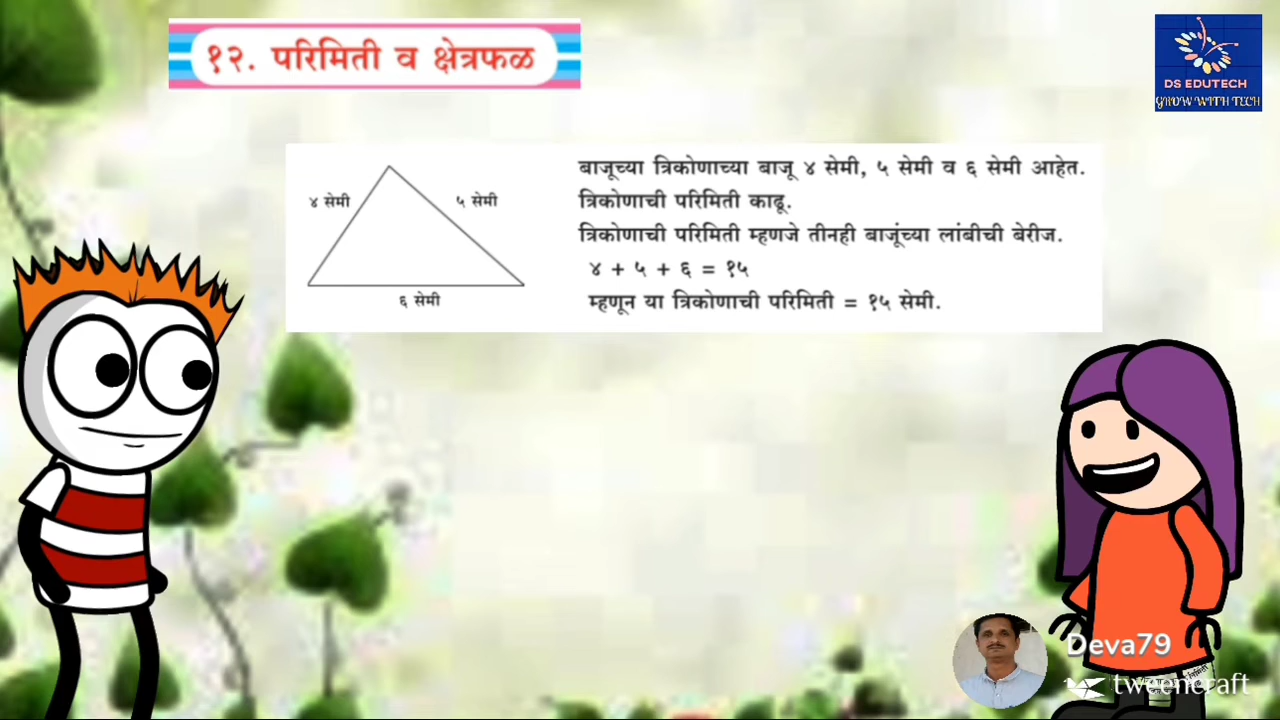 १२. परिमिती व क्षेत्रफळ
DS EDUTECH
GROW WITH TECH
बाजूच्या त्रिकोणाच्या बाजू ४ सेमी, ५ सेमी व ६ सेमी आहेत.
४ सेमी
५ सेमी
त्रिकोणाची परिमिती काढू.
त्रिकोणाची परिमिती म्हणजे तीनही बाजूंच्या लांबीची बेरीज.
४ + ५ + ६ = १५
६ सेमी
म्हणून या त्रिकोणाची परिमिती = १५ सेमी.
Deva79
tweencraft